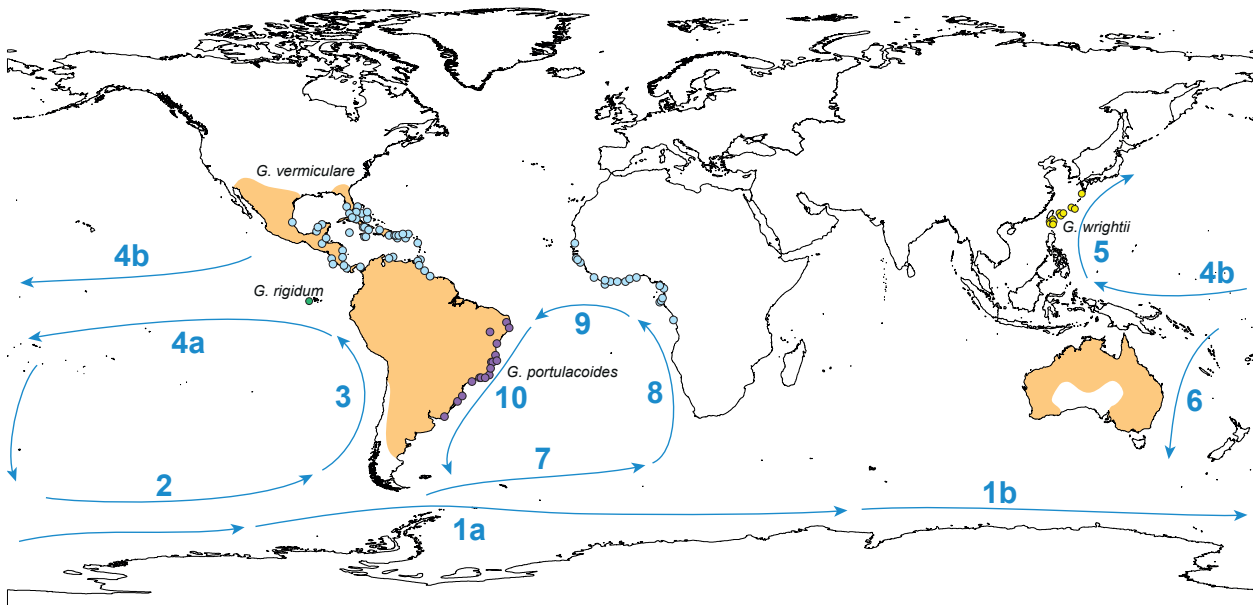 G. vermiculare
G. wrightii
4b
5
G. rigidum
4b
9
4a
G. portulacoides
3
10
8
6
7
2
1b
1a